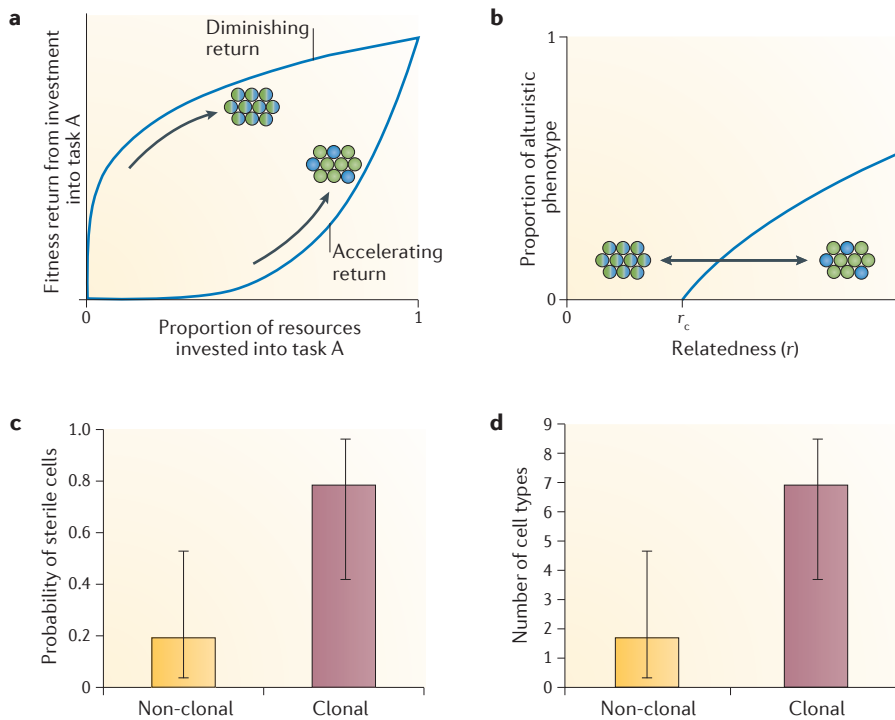 a
Diminishing
return
Fitness return from investment
into task A
Accelerating
return
0
1
Proportion of resources
invested into task A
b
1
Proportion of alturistic
phenotype
0
0
r c
Relatedness (r)
c
Probability of sterile cells
1.0
0.8
0.6
0.4
0.2
0
Non-clonal
Clonal
d
Number of cell types
9
8
7
6
5
4
3
2
1
0
Non-clonal
Clonal